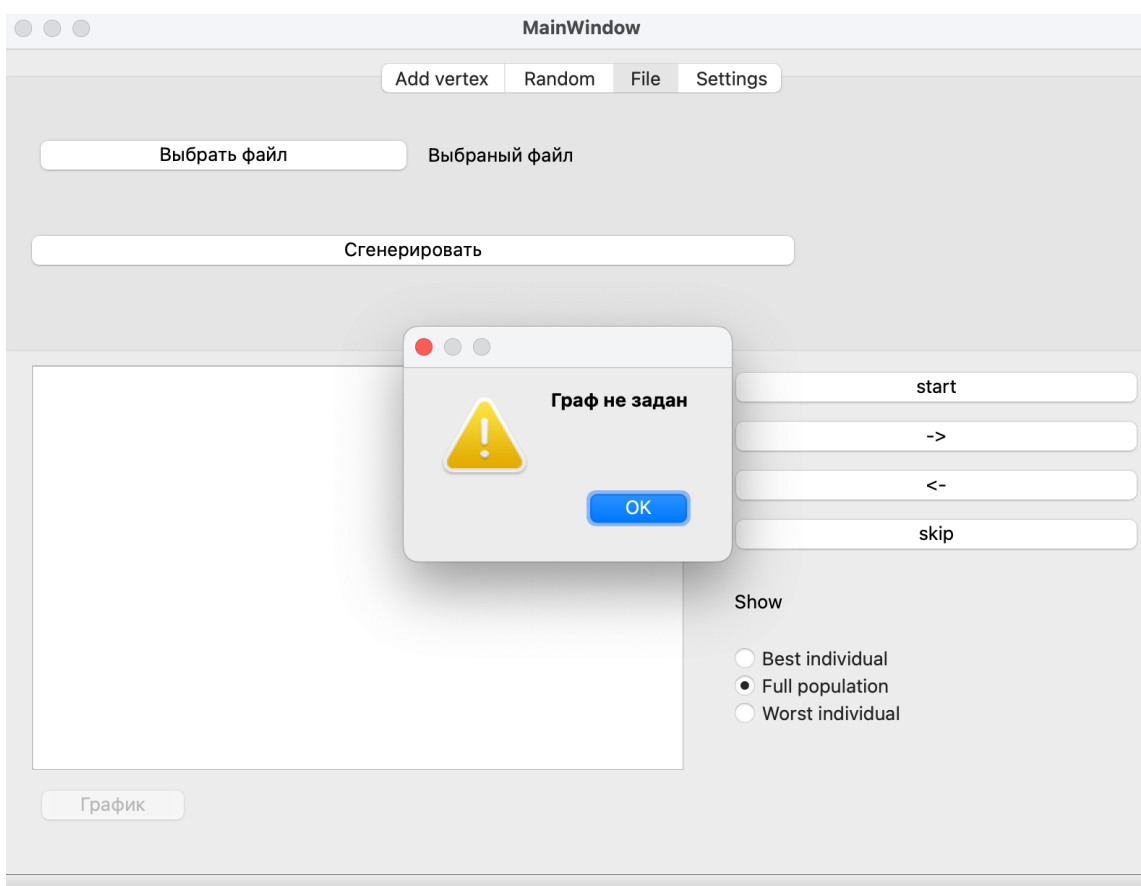 MainWindow
Add vertex Random File Settings
Выбрать файл Выбраный файл
Сгенерировать
Граф не задан
OK
start
->
<-
skip
Show
Best individual
Full population
Worst individual
График